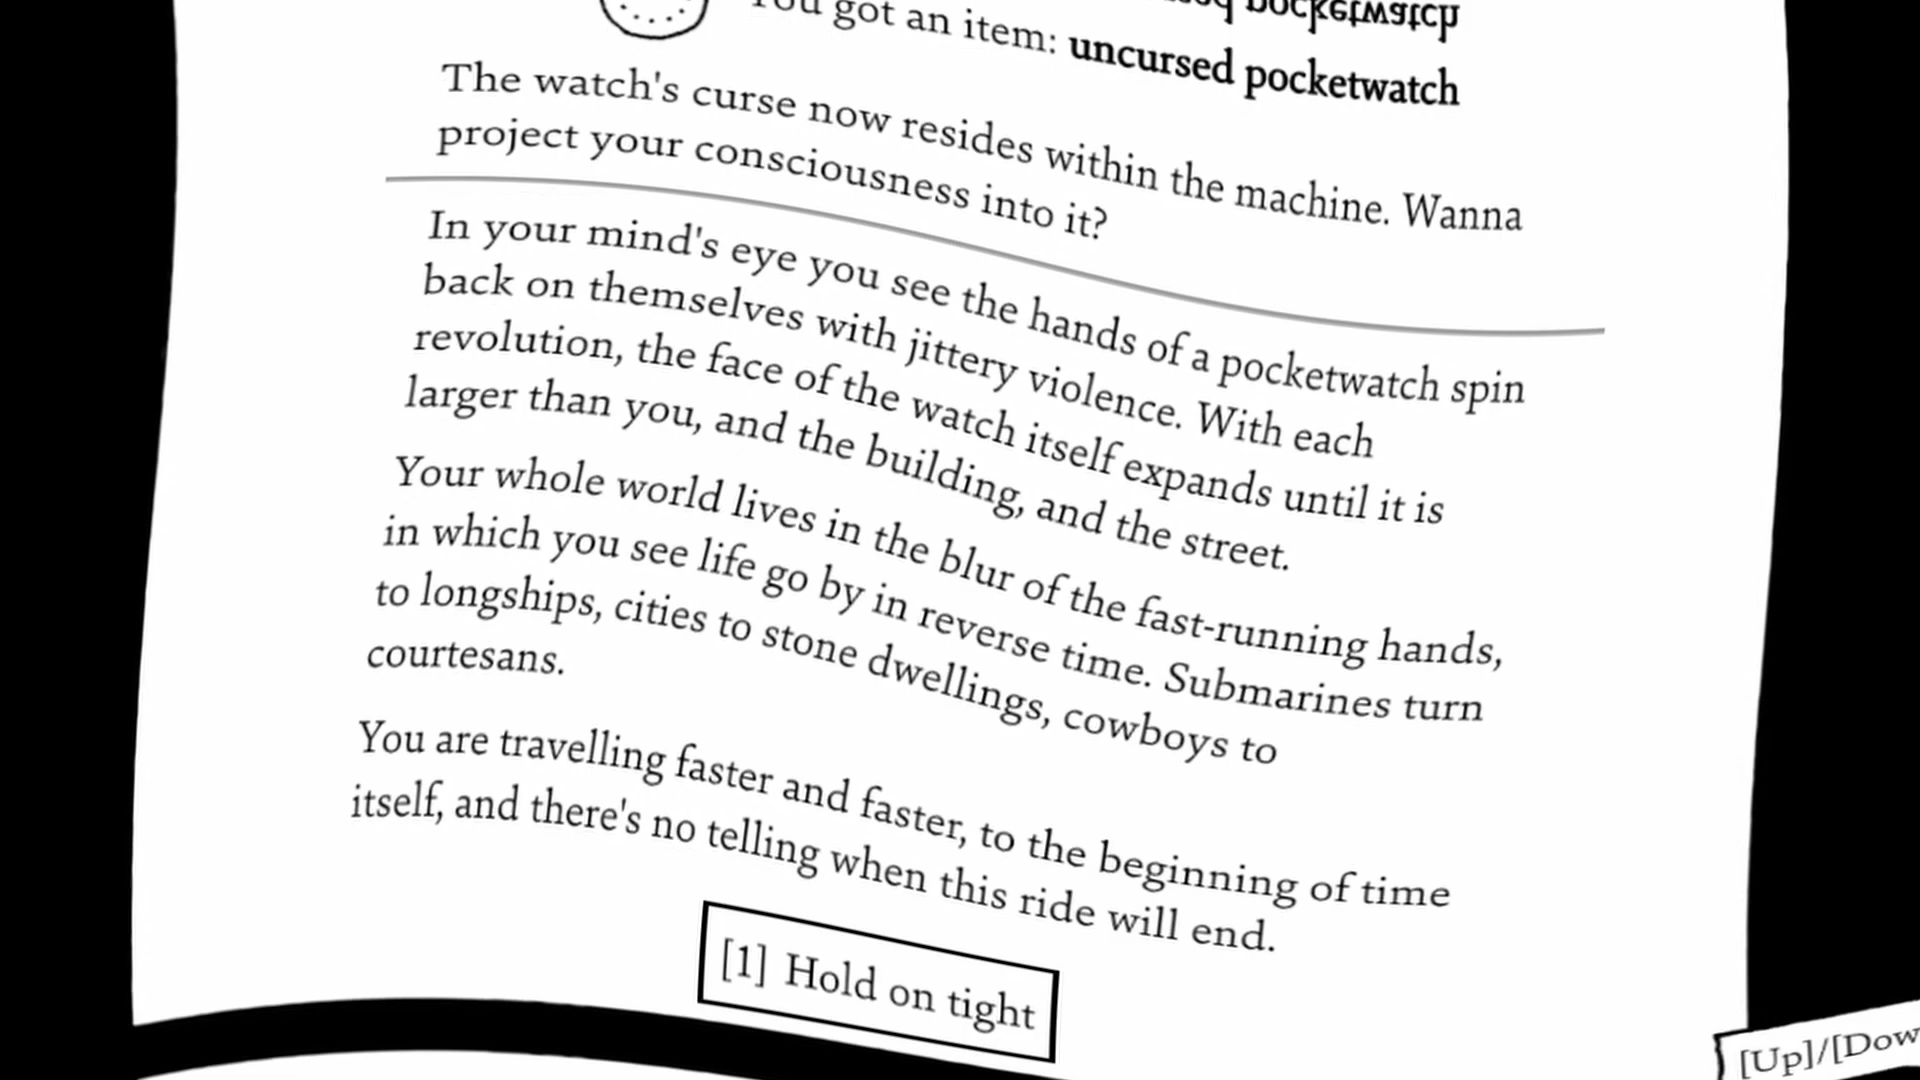 You got an item: uncursed pocketwatch
The watch's curse now resides within the machine. Wanna
project your consciousness into it?
In your mind's eye you see the hands of a pocketwatch spin
back on themselves with jittery violence. With each
revolution, the face of the watch itself expands until it is
larger than you, and the building, and the street.
Your whole world lives in the blur of the fast-running hands,
in which you see life go by in reverse time. Submarines turn
to longships, cities to stone dwellings, cowboys to
courtesans.
You are travelling faster and faster, to the beginning of time
itself, and there's no telling when this ride will end.
[1] Hold on tight
[Up]/[Dow